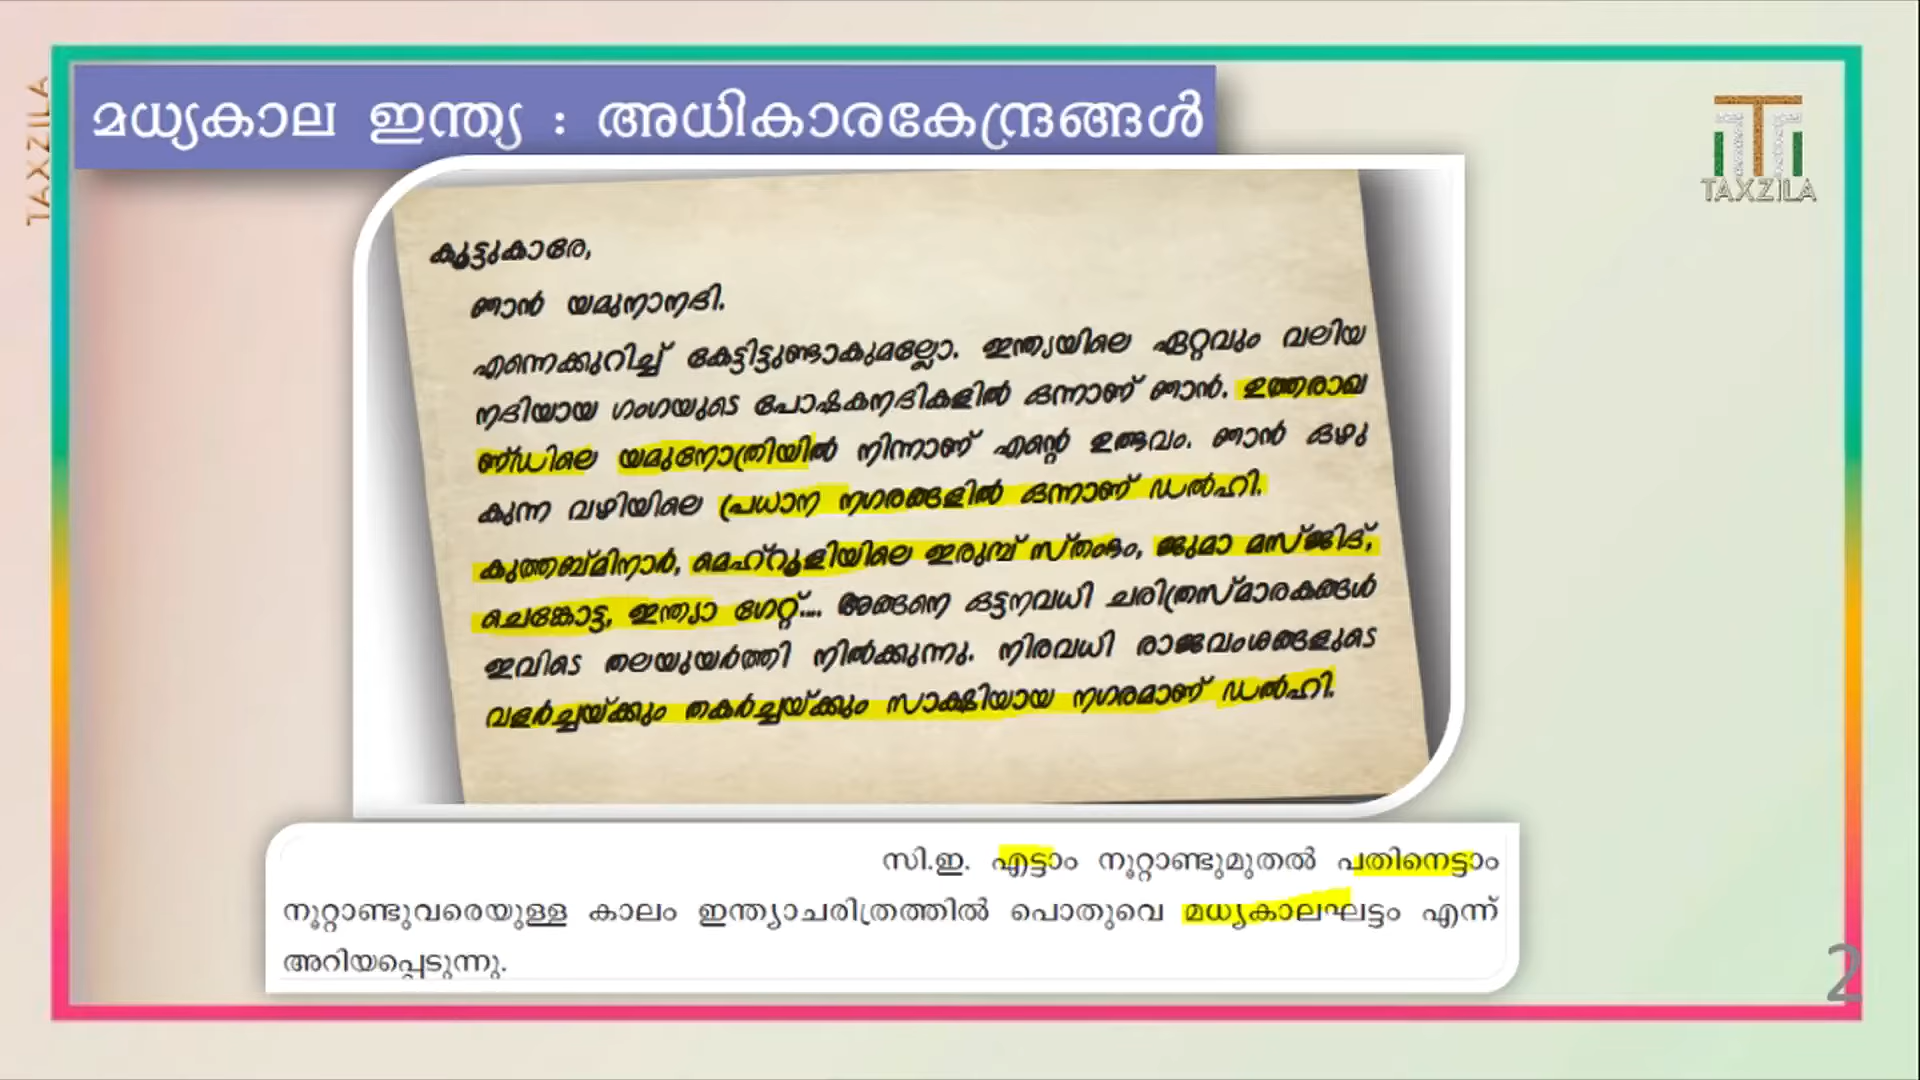 മധ്യകാല ഇന്ത്യ : അധികാരകേന്ദ്രങ്ങൾ
TAXZILA
TAXZILA
കൂട്ടുകാരേ,
ഞാൻ യമുനാനദി.
എന്നെക്കുറിച്ച് കേട്ടിട്ടുണ്ടാകുമല്ലോ. ഇന്ത്യയിലെ ഏറ്റവും വലിയ
നദിയായ ഗംഗയുടെ പോഷകനദികളിൽ ഒന്നാണ് ഞാൻ. ഉത്തരാഖ
ണ്ഡിലെ യമുനോത്രിയിൽ നിന്നാണ് എന്റെ ഉത്ഭവം. ഞാൻ ഒഴു
കുന്ന വഴിയിലെ പ്രധാന നഗരങ്ങളിൽ ഒന്നാണ് ഡൽഹി.
കുത്തബ്മിനാർ, മെഹ്റൂളിയിലെ ഇരുമ്പ് സ്തംഭം, ജുമാ മസ്ജിദ്,
ചെങ്കോട്ട, ഇന്ത്യാ ഗേറ്റ്... അങ്ങനെ ഒട്ടനവധി ചരിത്രസ്മാരകങ്ങൾ
ഇവിടെ തലയുയർത്തി നിൽക്കുന്നു. നിരവധി രാജവംശങ്ങളുടെ
വളർച്ചയ്ക്കും തകർച്ചയ്ക്കും സാക്ഷിയായ നഗരമാണ് ഡൽഹി.
സി.ഇ. എട്ടാം നൂറ്റാണ്ടുമുതൽ പതിനെട്ടാം
നൂറ്റാണ്ടുവരെയുള്ള കാലം ഇന്ത്യാചരിത്രത്തിൽ പൊതുവെ മധ്യകാലഘട്ടം എന്ന്
അറിയപ്പെടുന്നു.
2